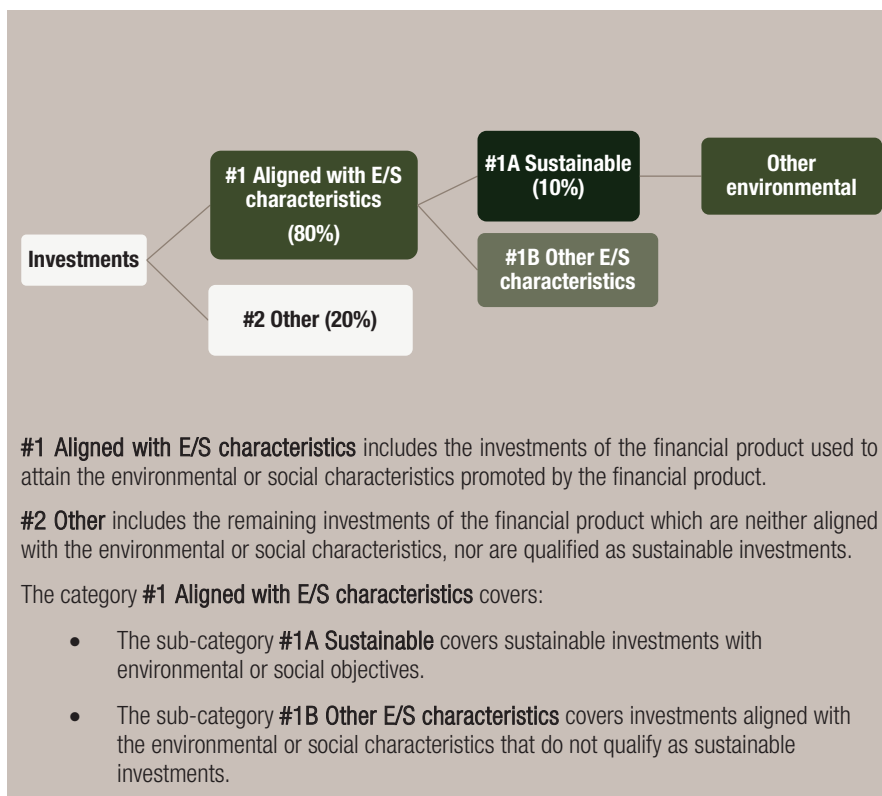 #1 Aligned with E/S
characteristics
(80%)
#1A Sustainable
(10%)
Other
environmental
Investments
#1B Other E/S
characteristics
#2 Other (20%)
#1 Aligned with E/S characteristics includes the investments of the financial product used to
attain the environmental or social characteristics promoted by the financial product.
#2 Other includes the remaining investments of the financial product which are neither aligned
with the environmental or social characteristics, nor are qualified as sustainable investments.
The category #1 Aligned with E/S characteristics covers:
• The sub-category #1A Sustainable covers sustainable investments with
environmental or social objectives.
• The sub-category #1B Other E/S characteristics covers investments aligned with
the environmental or social characteristics that do not qualify as sustainable
investments.